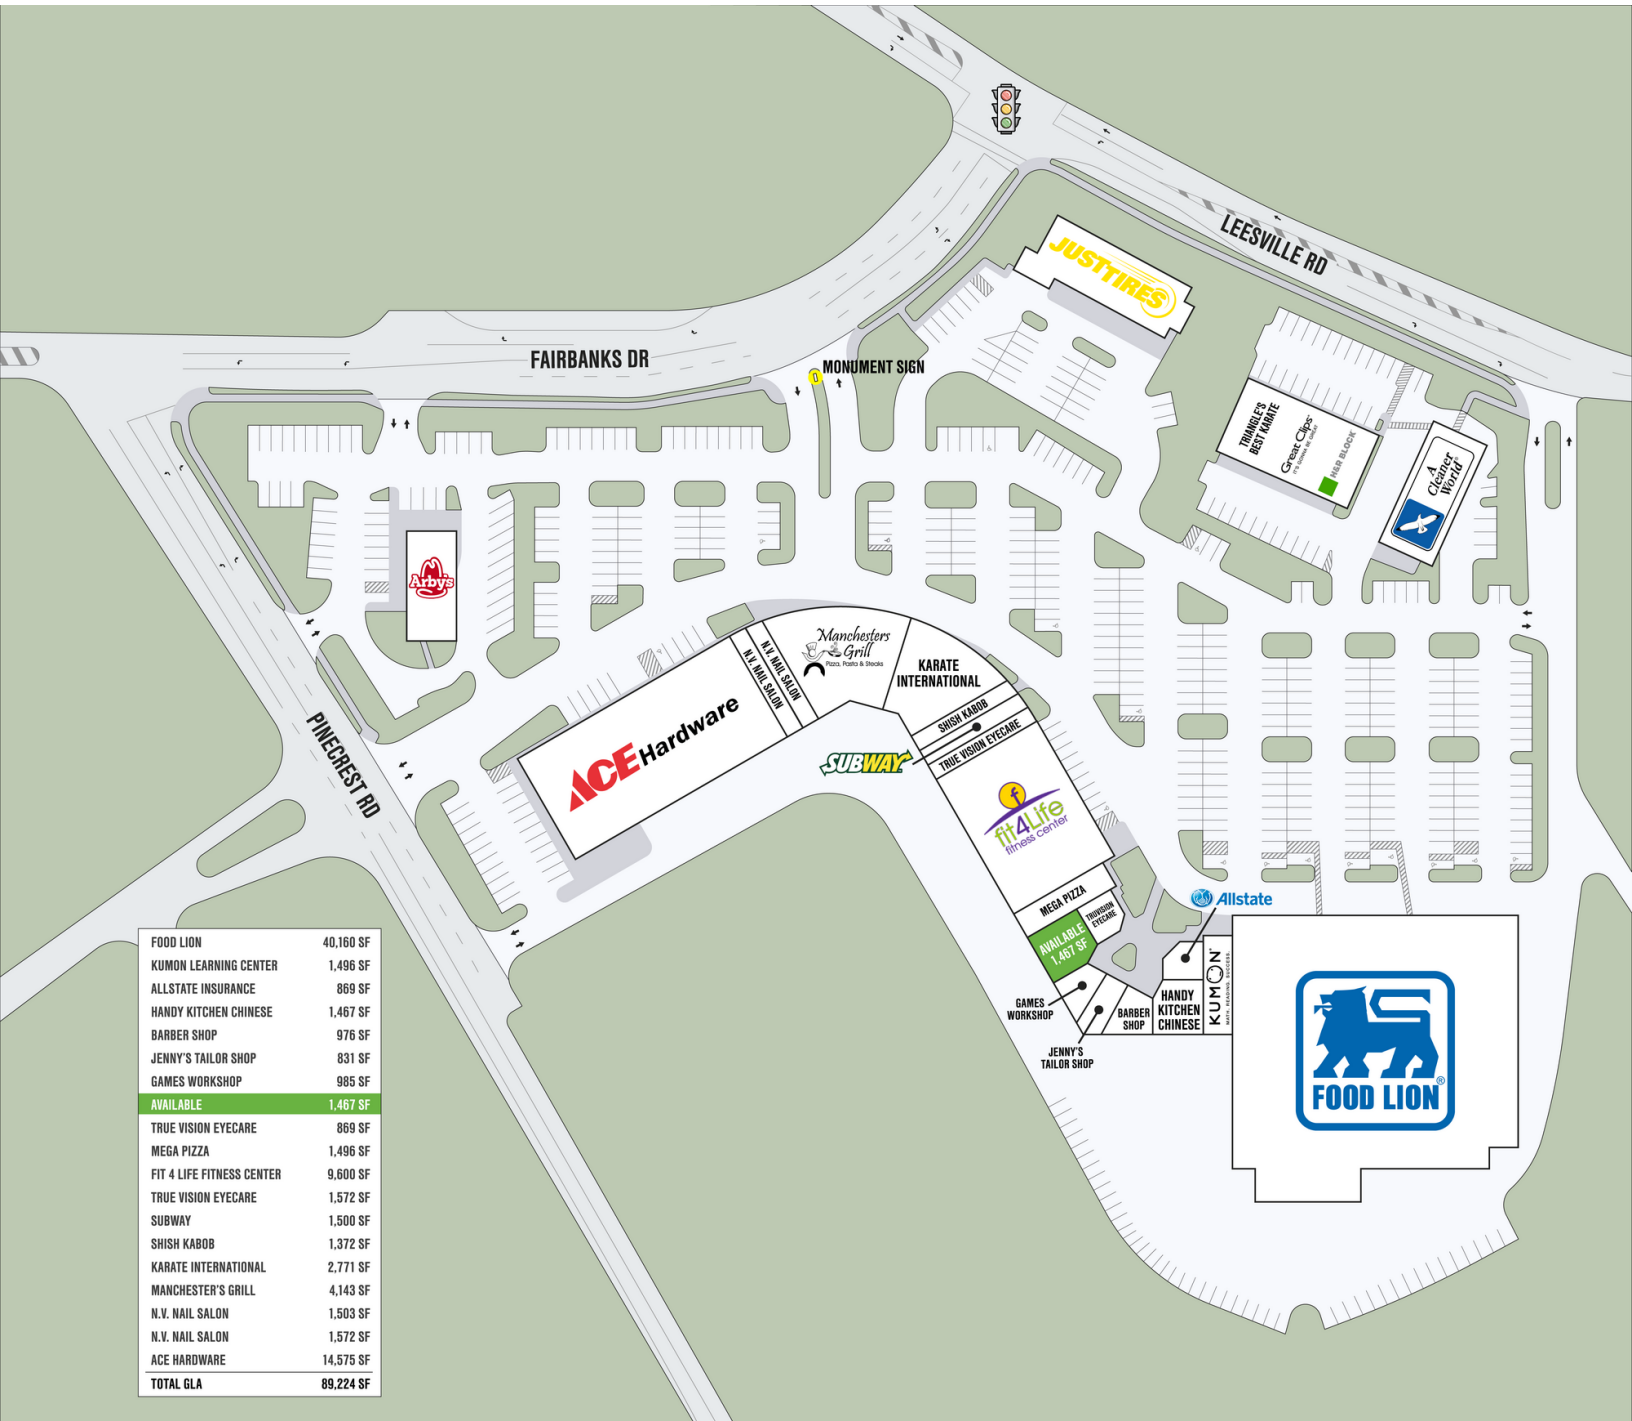 LEESVILLE RD
JUST TIRES
FAIRBANKS DR
MONUMENT SIGN
TRIANGLE'S
BEST KARATE
Great Clips
IT'S GONNA BE GREAT
H&R BLOCK
A
Cleaner
World
Arby's
PINECREST RD
ACE Hardware
N.V. NAIL SALON
N.V. NAIL SALON
Manchesters
Grill
Pizza, Pasta & Steaks
KARATE
INTERNATIONAL
SHISH KABOB
SUBWAY
TRUE VISION EYECARE
f
fit4Life
fitness center
MEGA PIZZA
TRUVISION
EYECARE
AVAILABLE
1,467 SF
GAMES
WORKSHOP
JENNY'S
TAILOR SHOP
BARBER
SHOP
HANDY
KITCHEN
CHINESE
Allstate
KUMON
MATH. READING. SUCCESS.
FOOD LION®
FOOD LION 40,160 SF
KUMON LEARNING CENTER 1,496 SF
ALLSTATE INSURANCE 869 SF
HANDY KITCHEN CHINESE 1,467 SF
BARBER SHOP 976 SF
JENNY'S TAILOR SHOP 831 SF
GAMES WORKSHOP 985 SF
AVAILABLE 1,467 SF
TRUE VISION EYECARE 869 SF
MEGA PIZZA 1,496 SF
FIT 4 LIFE FITNESS CENTER 9,600 SF
TRUE VISION EYECARE 1,572 SF
SUBWAY 1,500 SF
SHISH KABOB 1,372 SF
KARATE INTERNATIONAL 2,771 SF
MANCHESTER'S GRILL 4,143 SF
N.V. NAIL SALON 1,503 SF
N.V. NAIL SALON 1,572 SF
ACE HARDWARE 14,575 SF
TOTAL GLA 89,224 SF